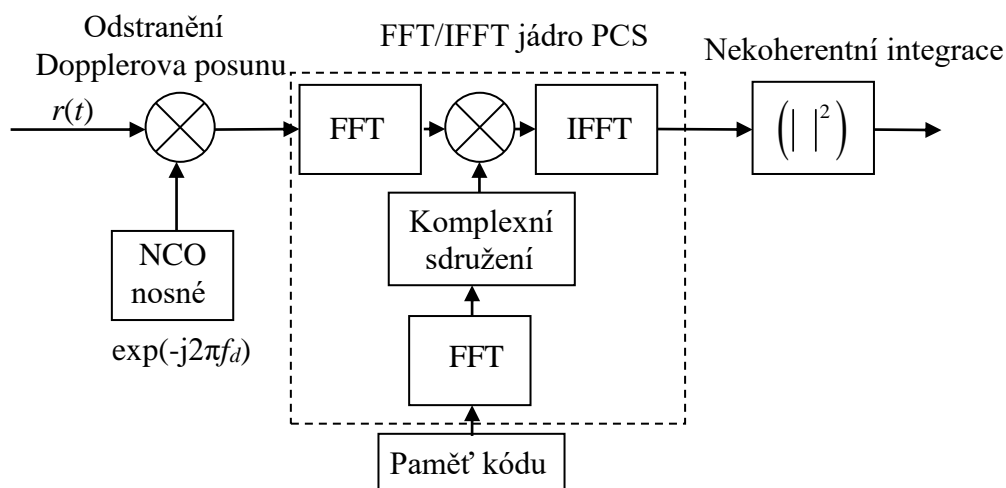 Odstranění
Dopplerova posunu
FFT/IFFT jádro PCS
Nekoherentní integrace
r(t)
FFT
IFFT
(| |²)
Komplexní
sdružení
NCO
nosné
exp(-j2πf_d)
FFT
Paměť kódu